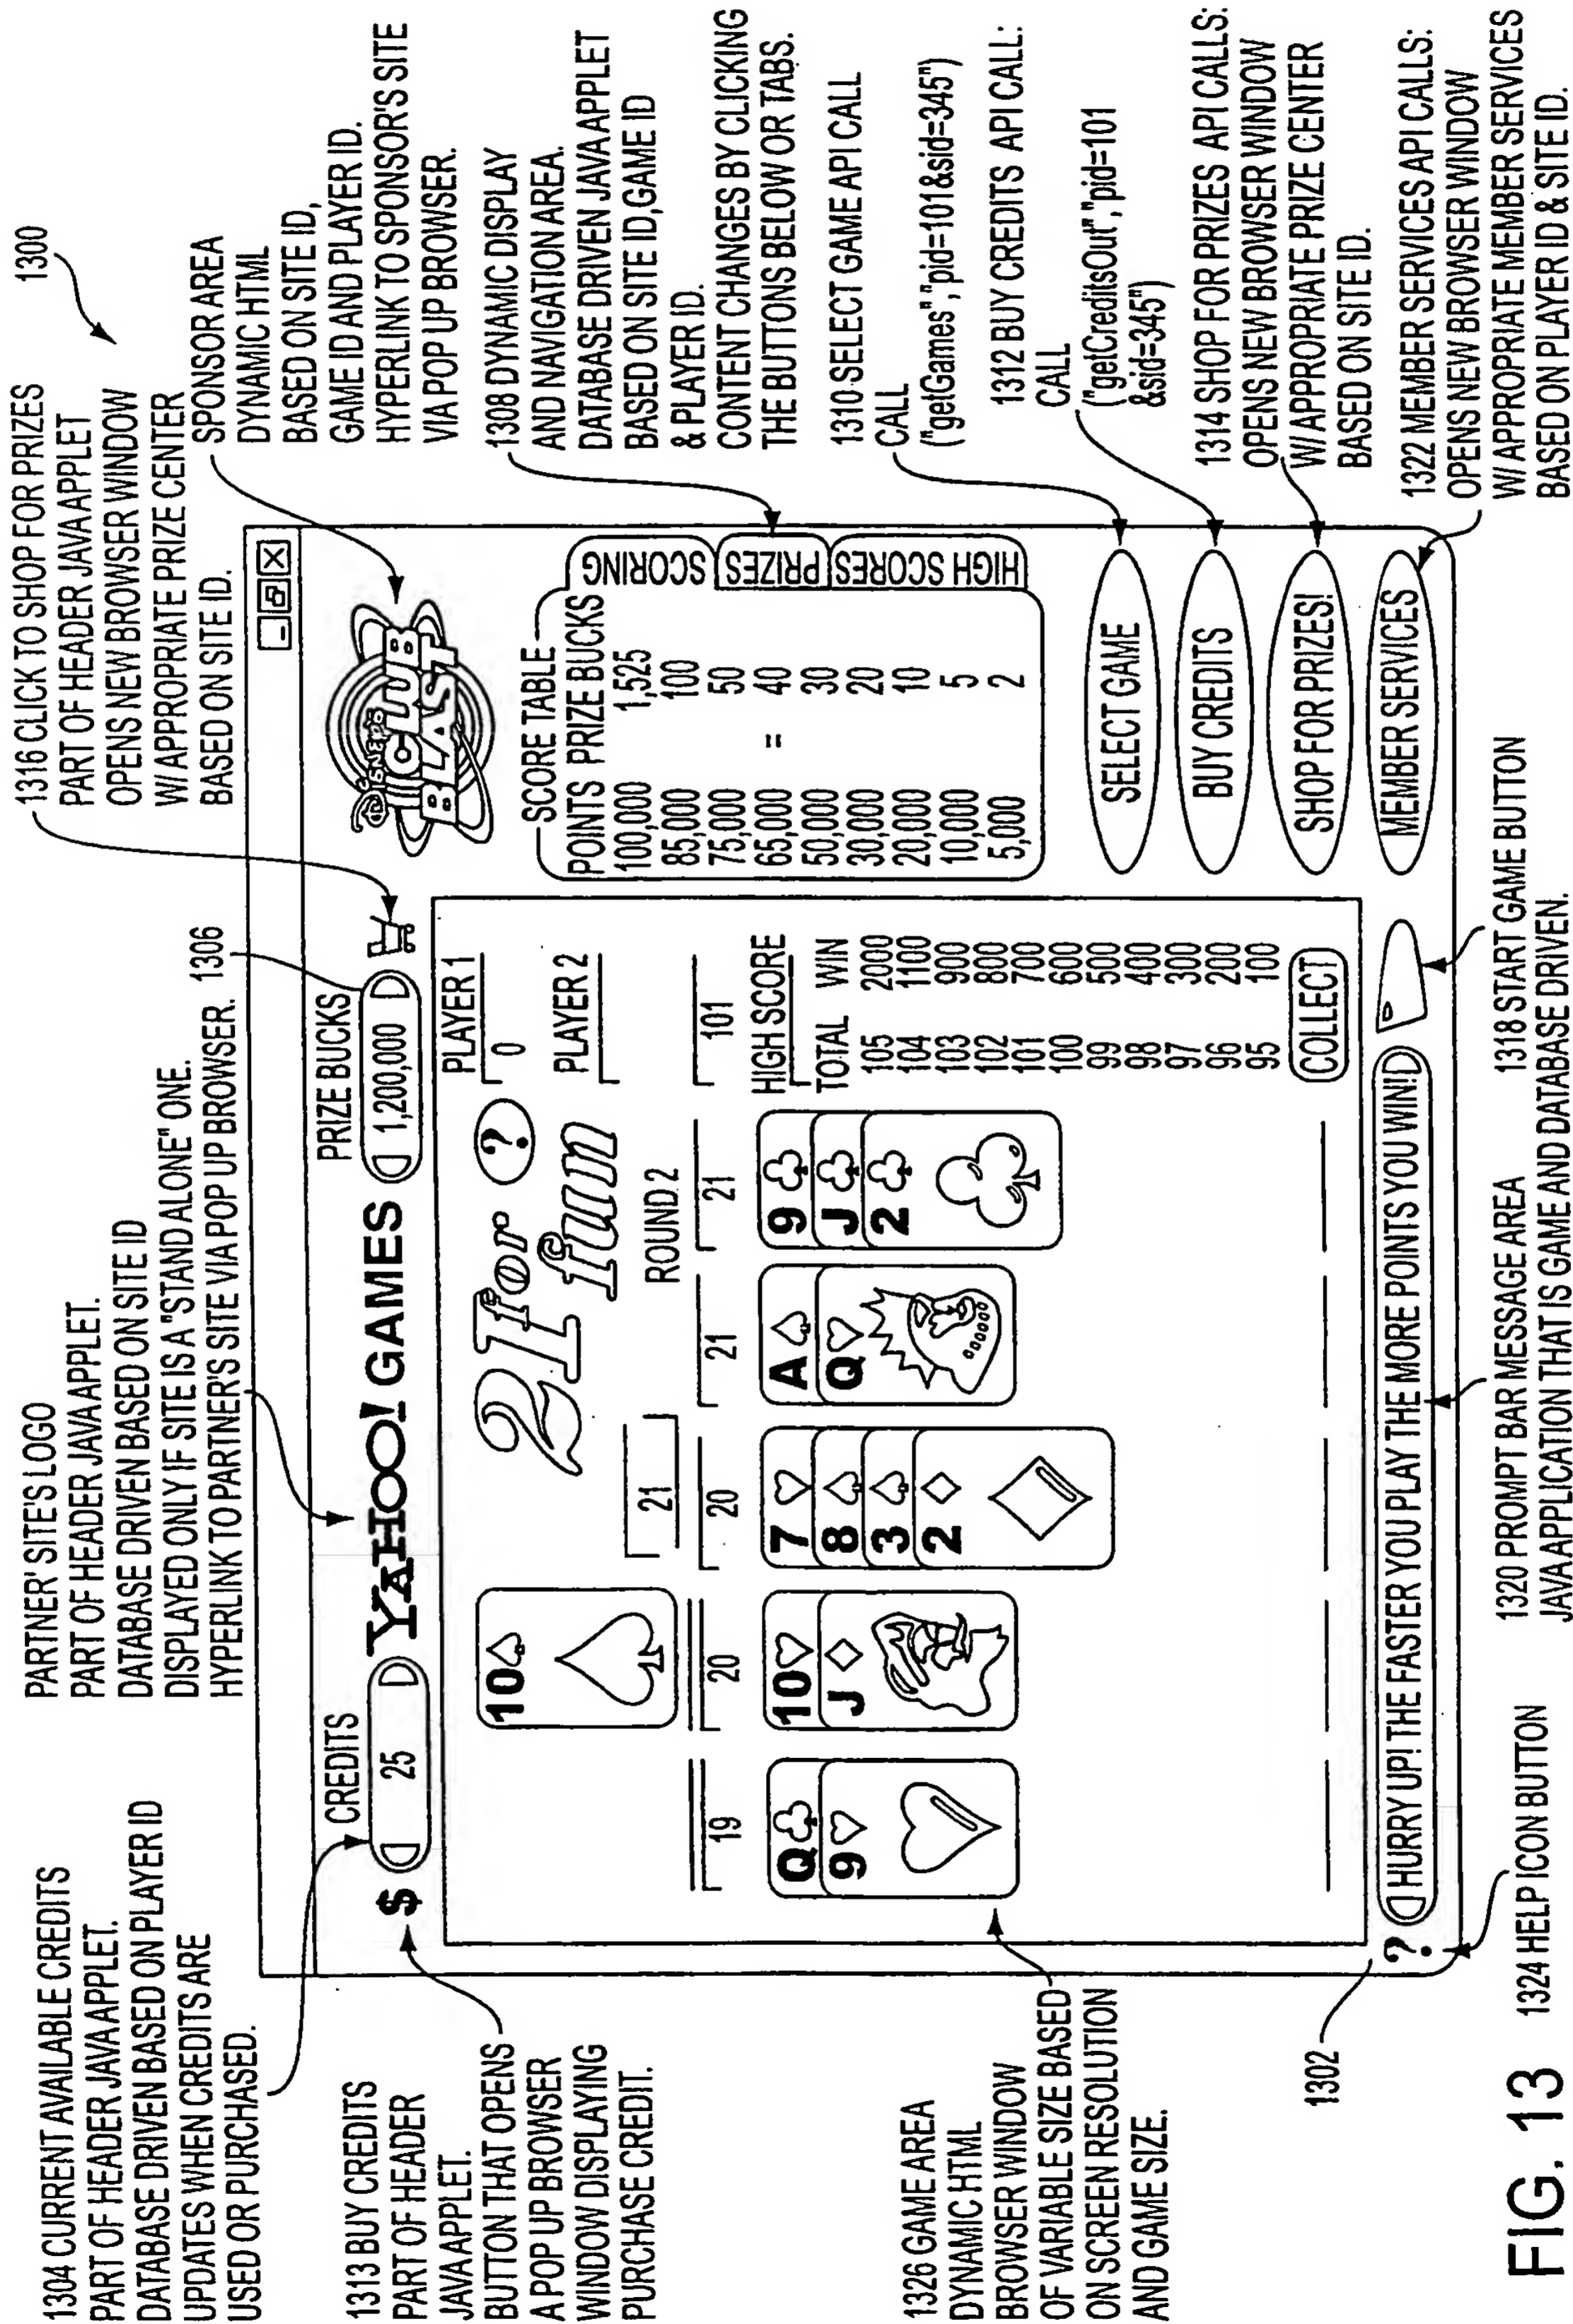 1304 CURRENT AVAILABLE CREDITS
PART OF HEADER JAVA APPLET.
DATABASE DRIVEN BASED ON PLAYER ID
UPDATES WHEN CREDITS ARE
USED OR PURCHASED.
PARTNER' SITE'S LOGO
PART OF HEADER JAVA APPLET.
DATABASE DRIVEN BASED ON SITE ID
DISPLAYED ONLY IF SITE IS A "STAND ALONE" ONE.
HYPERLINK TO PARTNER'S SITE VIA POP UP BROWSER.
1306
1316 CLICK TO SHOP FOR PRIZES
PART OF HEADER JAVA APPLET
OPENS NEW BROWSER WINDOW
W/ APPROPRIATE PRIZE CENTER
BASED ON SITE ID.
1300
SPONSOR AREA
DYNAMIC HTML
BASED ON SITE ID,
GAME ID AND PLAYER ID.
HYPERLINK TO SPONSOR'S SITE
VIA POP UP BROWSER.
1308 DYNAMIC DISPLAY
AND NAVIGATION AREA.
DATABASE DRIVEN JAVA APPLET
BASED ON SITE ID,GAME ID
& PLAYER ID.
CONTENT CHANGES BY CLICKING
THE BUTTONS BELOW OR TABS.
1310 SELECT GAME API CALL
CALL
("getGames","pid=101&sid=345")
1312 BUY CREDITS API CALL:
CALL
("getCreditsOut","pid=101
&sid=345")
1314 SHOP FOR PRIZES API CALLS:
OPENS NEW BROWSER WINDOW
W/ APPROPRIATE PRIZE CENTER
BASED ON SITE ID.
1322 MEMBER SERVICES API CALLS:
OPENS NEW BROWSER WINDOW
W/ APPROPRIATE MEMBER SERVICES
BASED ON PLAYER ID & SITE ID.
1313 BUY CREDITS
PART OF HEADER
JAVA APPLET.
BUTTON THAT OPENS
A POP UP BROWSER
WINDOW DISPLAYING
PURCHASE CREDIT.
1326 GAME AREA
DYNAMIC HTML
BROWSER WINDOW
OF VARIABLE SIZE BASED
ON SCREEN RESOLUTION
AND GAME SIZE.
1302
CREDITS
$ 25
YAHOO! GAMES
PRIZE BUCKS
1,200,000
DISNEY'S
CLUB
BLAST
10
21 for fun ©
?
PLAYER 1
0
PLAYER 2
21
ROUND 2
19 20 20 21 21 101
Q
9
10
J
7
8
3
2
A
Q
9
J
2
HIGH SCORE
TOTAL WIN
105 2000
104 1100
103 900
102 800
101 700
100 600
99 500
98 400
97 300
96 200
95 100
COLLECT
SCORE TABLE
POINTS PRIZE BUCKS
100,000 1,525
85,000 100
75,000 50
65,000 = 40
50,000 30
30,000 20
20,000 10
10,000 5
5,000 2
SCORING
PRIZES
HIGH SCORES
SELECT GAME
BUY CREDITS
SHOP FOR PRIZES!
MEMBER SERVICES
?
HURRY UP! THE FASTER YOU PLAY THE MORE POINTS YOU WIN!
1324 HELP ICON BUTTON
1320 PROMPT BAR MESSAGE AREA
JAVA APPLICATION THAT IS GAME AND DATABASE DRIVEN.
1318 START GAME BUTTON
FIG. 13